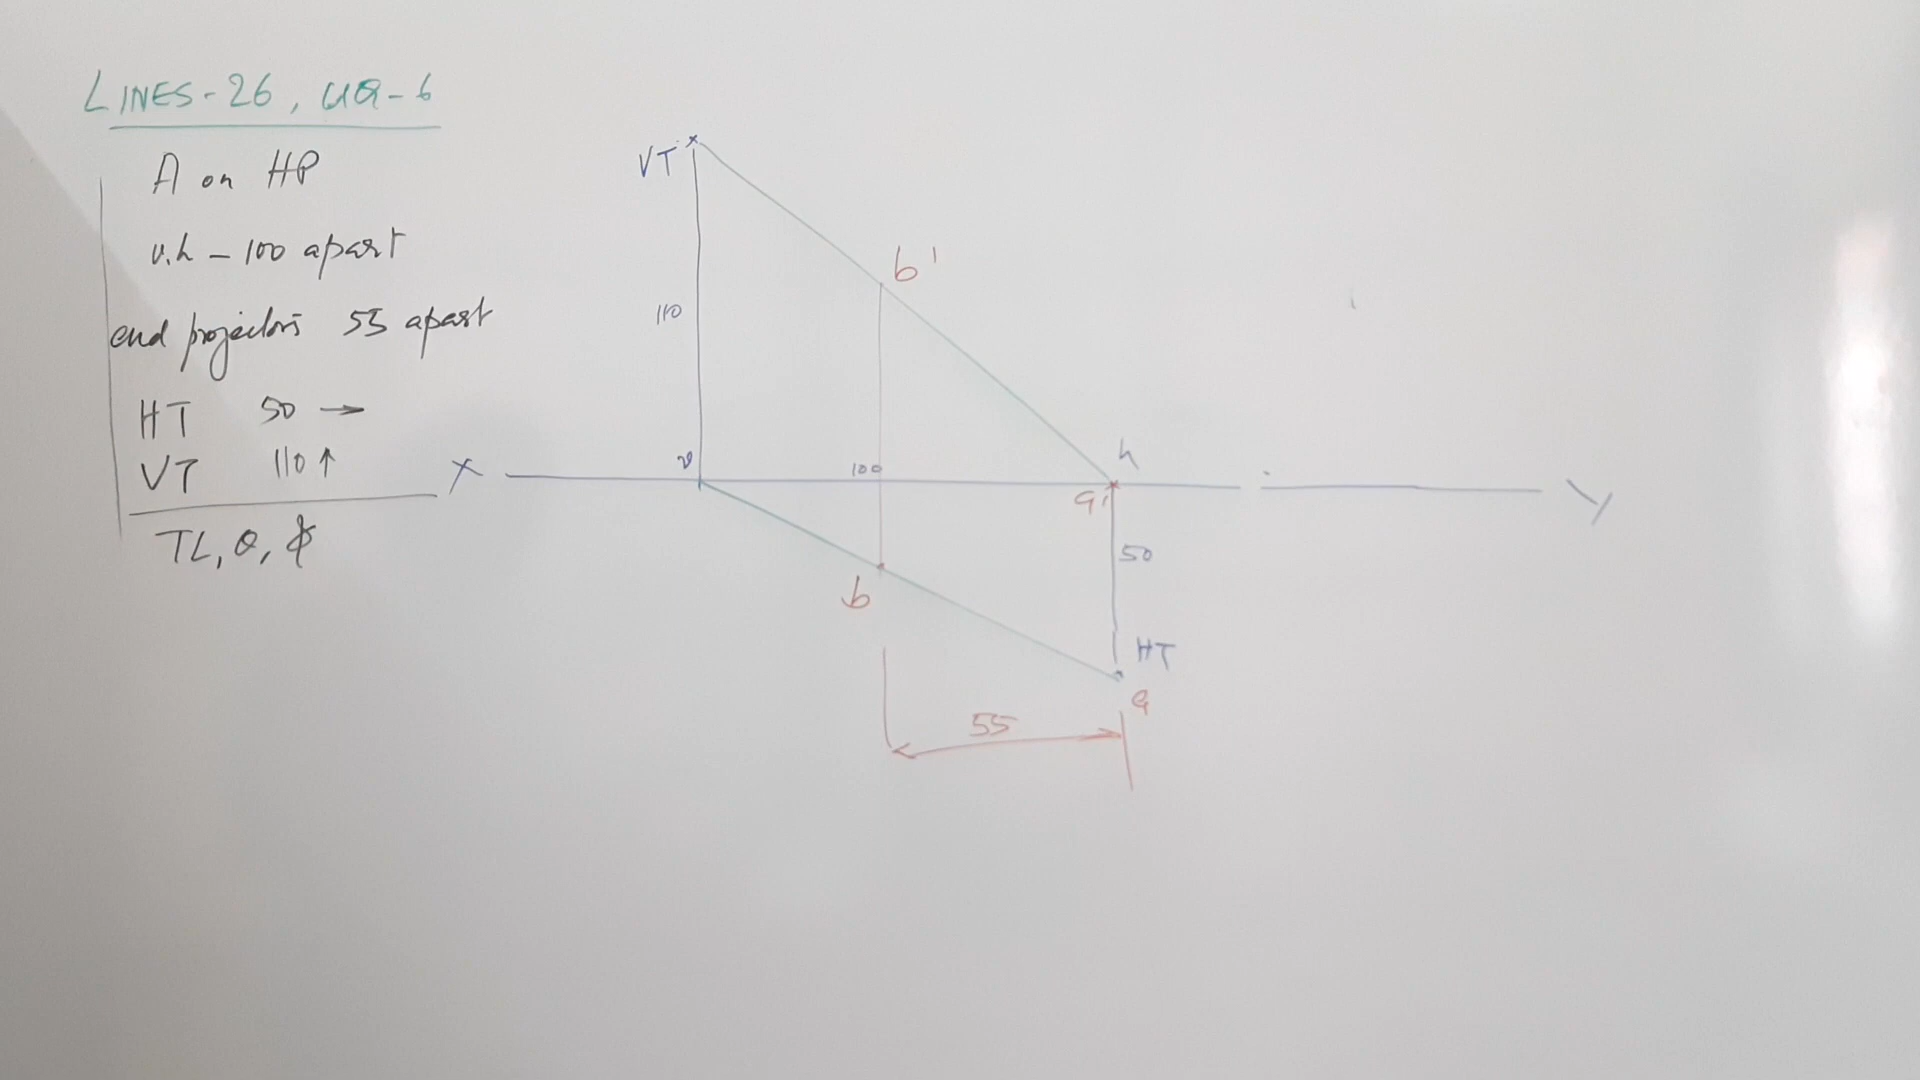 LINES-26, UQ-6
A on HP
v.h - 100 apart
end projectors 55 apart
HT 50 →
VT 110 ↑
TL, θ, ϕ
VT
b'
110
v
100
h
X
a'
Y
50
b
HT
a
55